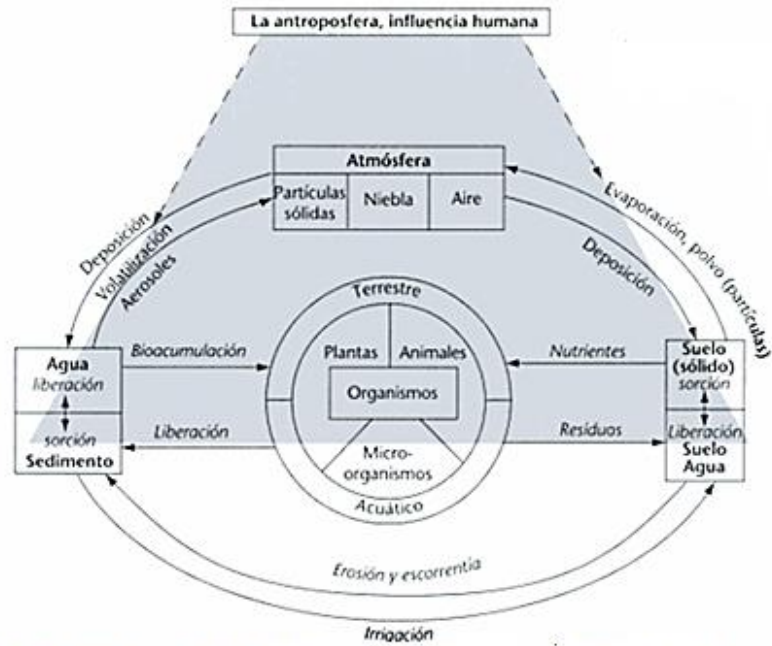 La antroposfera, influencia humana
Atmósfera
Partículas
sólidas
Niebla
Aire
Deposición
Volatilización
Aerosoles
Evaporación, polvo (partículas)
Deposición
Terrestre
Plantas
Animales
Organismos
Micro-
organismos
Acuático
Agua
liberación
sorción
Sedimento
Bioacumulación
Liberación
Nutrientes
Residuos
Suelo
(sólido)
sorción
Liberación
Suelo
Agua
Erosión y escorrentía
Irrigación